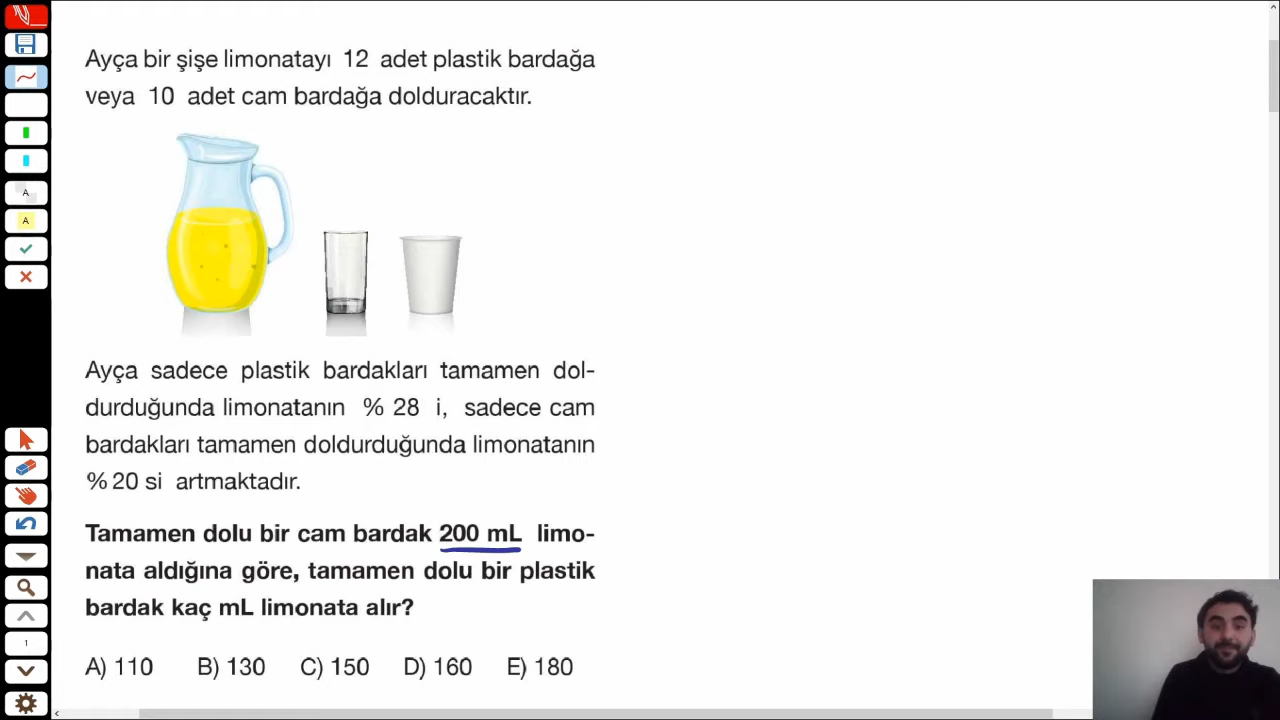 Ayça bir şişe limonatayı 12 adet plastik bardağa
veya 10 adet cam bardağa dolduracaktır.
Ayça sadece plastik bardakları tamamen dol-
durduğunda limonatanın % 28 i, sadece cam
bardakları tamamen doldurduğunda limonatanın
% 20 si artmaktadır.
Tamamen dolu bir cam bardak 200 mL limo-
nata aldığına göre, tamamen dolu bir plastik
bardak kaç mL limonata alır?
A) 110 B) 130 C) 150 D) 160 E) 180
A
A
1